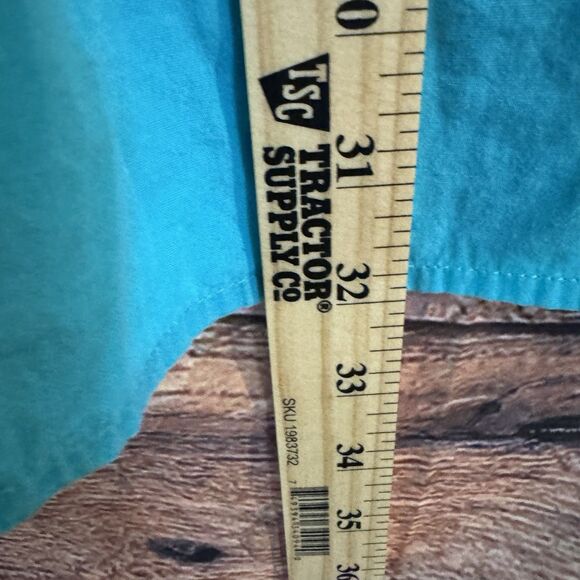 0
31
32
33
34
35
36
TSC
TRACTOR
SUPPLY Co®
SKU 1983732